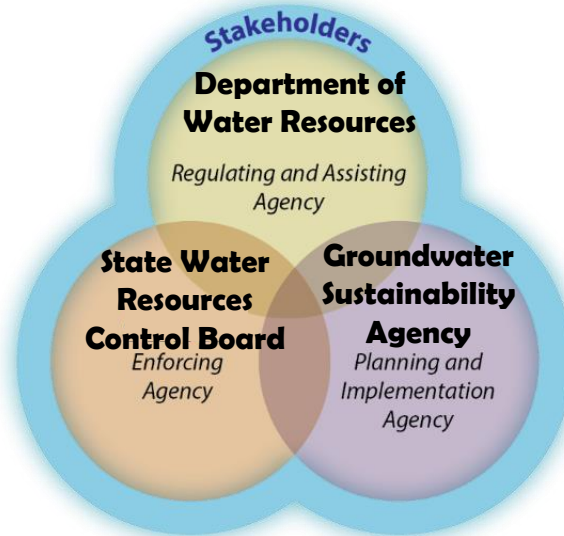 Stakeholders
Department of
Water Resources
Regulating and Assisting
Agency
State Water
Resources
Control Board
Enforcing
Agency
Groundwater
Sustainability
Agency
Planning and
Implementation
Agency